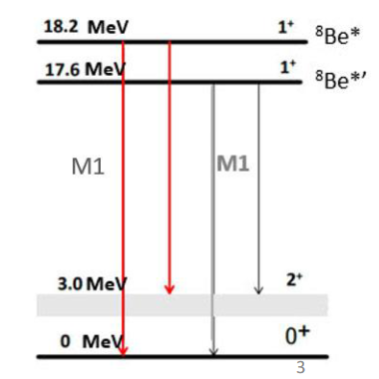 18.2 MeV 1⁺ ⁸Be*
17.6 MeV 1⁺ ⁸Be*′
M1 M1
3.0 MeV 2⁺
0 MeV 0⁺
3